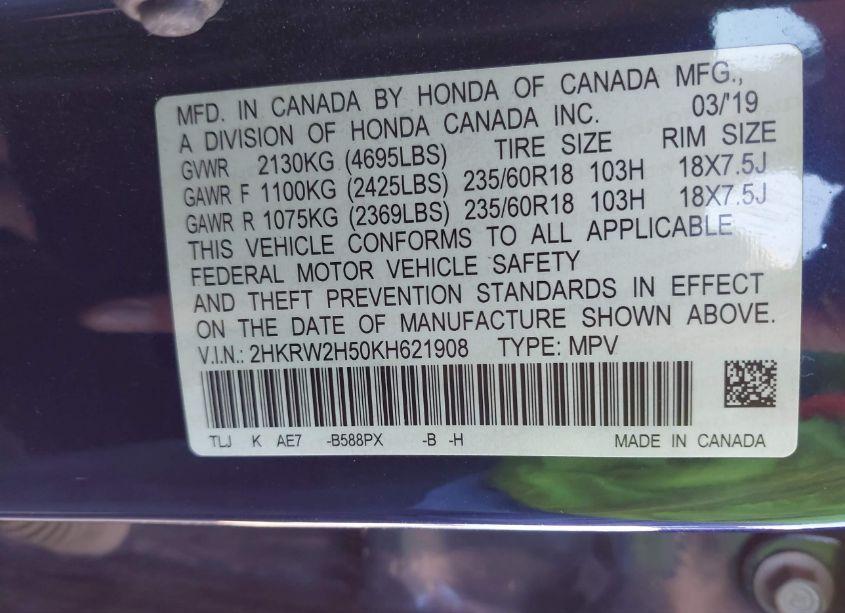 MFD. IN CANADA BY HONDA OF CANADA MFG.,
A DIVISION OF HONDA CANADA INC. 03/'19
GVWR 2130KG (4695LBS) TIRE SIZE RIM SIZE
GAWR F 1100KG (2425LBS) 235/60R18 103H 18X7.5J
GAWR R 1075KG (2369LBS) 235/60R18 103H 18X7.5J
THIS VEHICLE CONFORMS TO ALL APPLICABLE
FEDERAL MOTOR VEHICLE SAFETY
AND THEFT PREVENTION STANDARDS IN EFFECT
ON THE DATE OF MANUFACTURE SHOWN ABOVE.
V.I.N.: 2HKRW2H50KH621908 TYPE: MPV
TLJ K AE7 -B588PX -B -H MADE IN CANADA